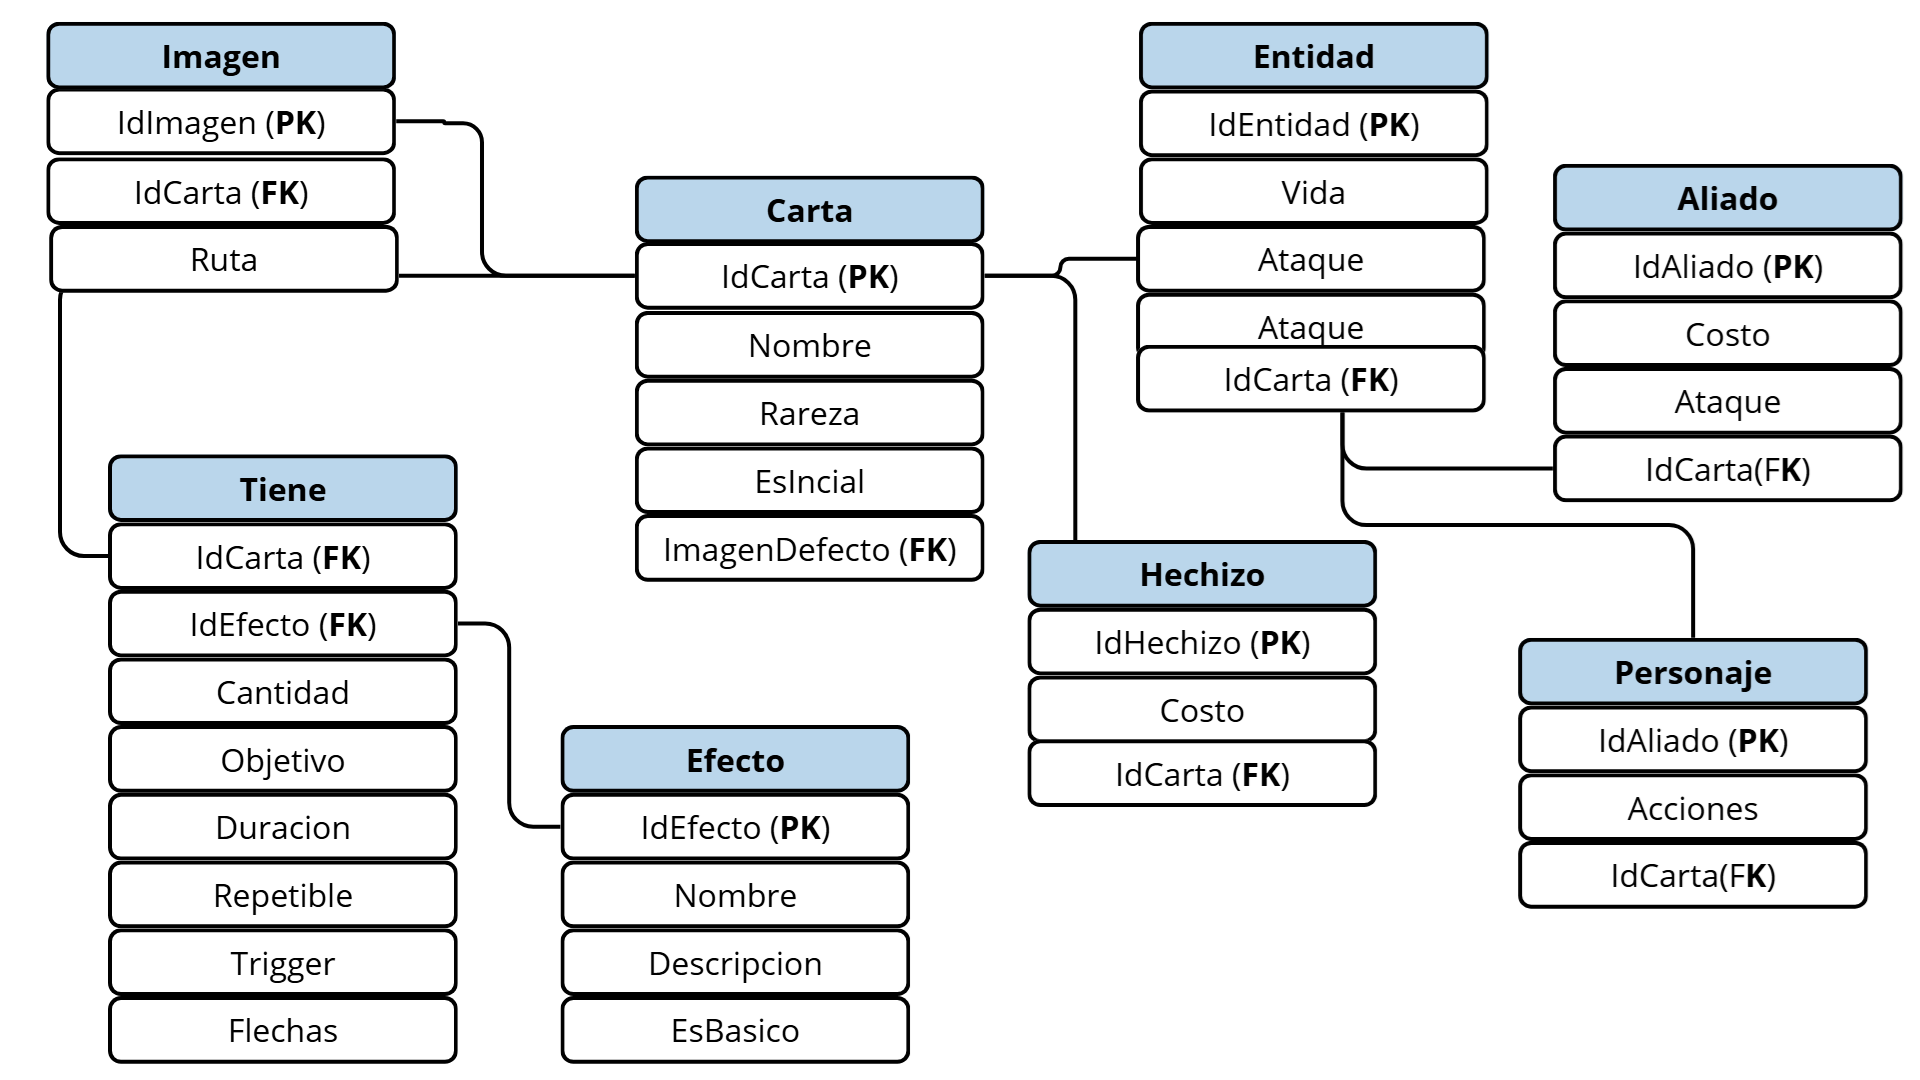 Imagen
IdImagen (PK)
IdCarta (FK)
Ruta
Carta
IdCarta (PK)
Nombre
Rareza
EsIncial
ImagenDefecto (FK)
Entidad
IdEntidad (PK)
Vida
Ataque
Ataque
IdCarta (FK)
Aliado
IdAliado (PK)
Costo
Ataque
IdCarta(FK)
Tiene
IdCarta (FK)
IdEfecto (FK)
Cantidad
Objetivo
Duracion
Repetible
Trigger
Flechas
Efecto
IdEfecto (PK)
Nombre
Descripcion
EsBasico
Hechizo
IdHechizo (PK)
Costo
IdCarta (FK)
Personaje
IdAliado (PK)
Acciones
IdCarta(FK)